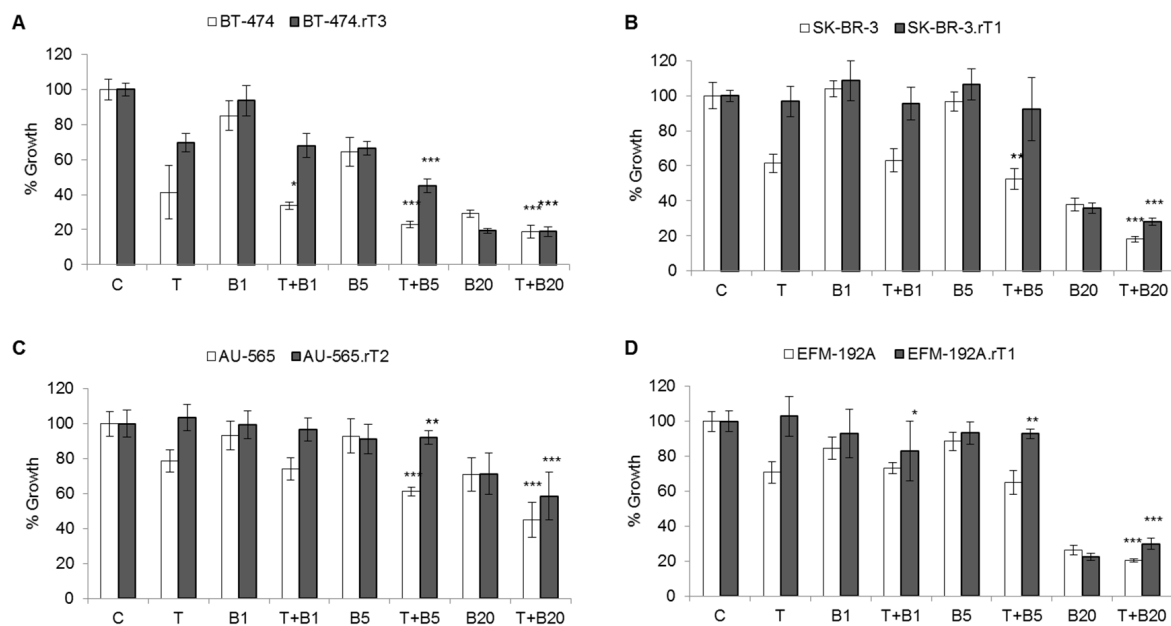 A
BT-474 BT-474.rT3
120
100
80
60
40
20
0
% Growth
* *** *** *** ***
C T B1 T+B1 B5 T+B5 B20 T+B20
B
SK-BR-3 SK-BR-3.rT1
120
100
80
60
40
20
0
% Growth
** *** ***
C T B1 T+B1 B5 T+B5 B20 T+B20
C
AU-565 AU-565.rT2
120
100
80
60
40
20
0
% Growth
*** ** *** ***
C T B1 T+B1 B5 T+B5 B20 T+B20
D
EFM-192A EFM-192A.rT1
120
100
80
60
40
20
0
% Growth
* ** *** ***
C T B1 T+B1 B5 T+B5 B20 T+B20